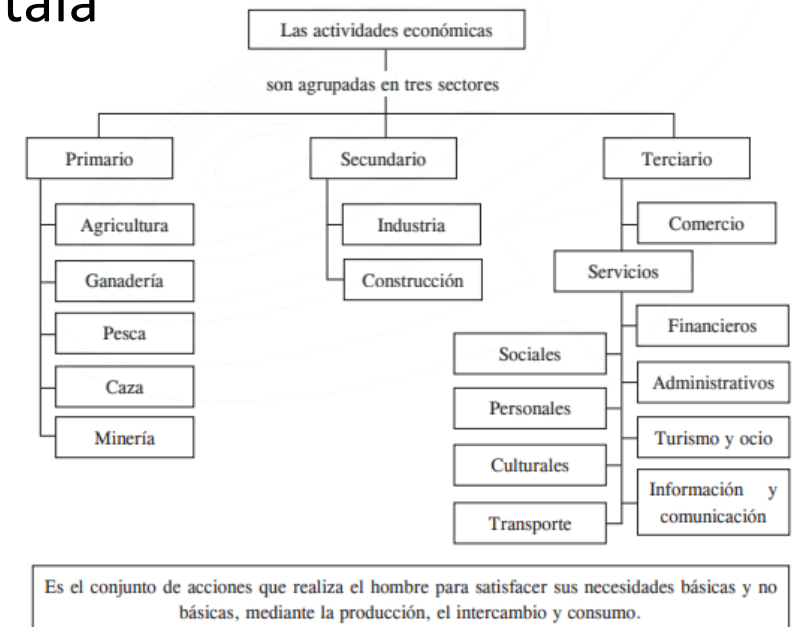 Las actividades económicas
son agrupadas en tres sectores
Primario
Agricultura
Ganadería
Pesca
Caza
Minería
Secundario
Industria
Construcción
Terciario
Comercio
Servicios
Sociales
Personales
Culturales
Transporte
Financieros
Administrativos
Turismo y ocio
Información y
comunicación
Es el conjunto de acciones que realiza el hombre para satisfacer sus necesidades básicas y no
básicas, mediante la producción, el intercambio y consumo.